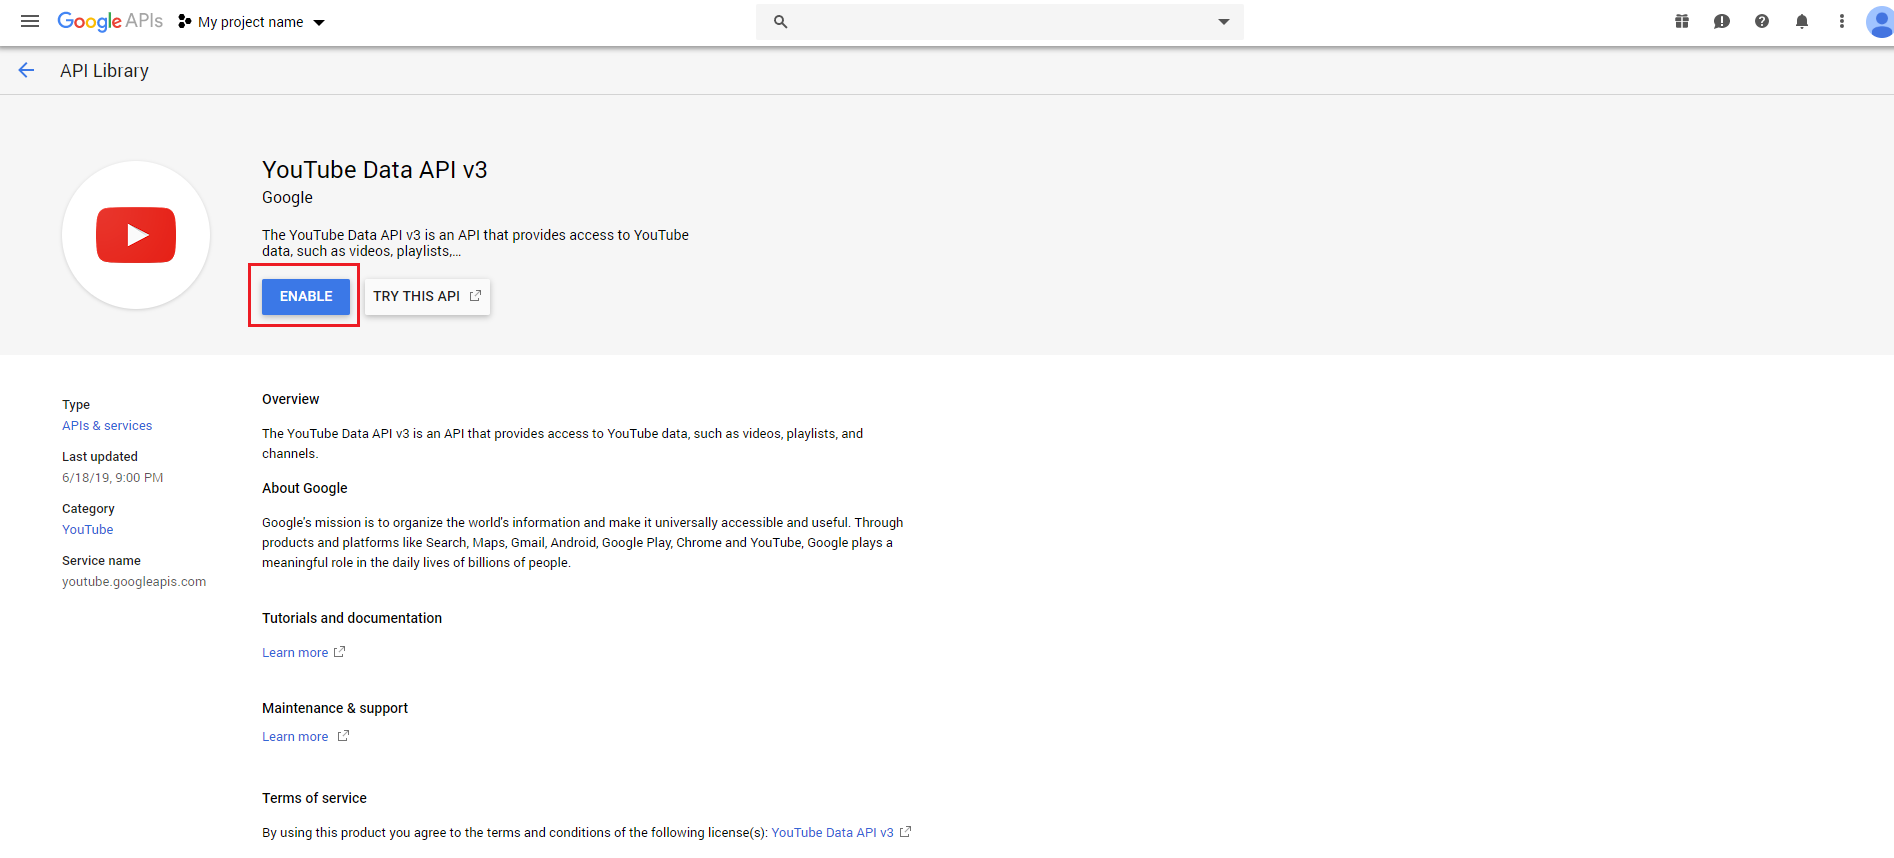 Google APIs My project name
API Library
YouTube Data API v3
Google
The YouTube Data API v3 is an API that provides access to YouTube
data, such as videos, playlists,...
ENABLE TRY THIS API
Type
APIs & services
Last updated
6/18/19, 9:00 PM
Category
YouTube
Service name
youtube.googleapis.com
Overview
The YouTube Data API v3 is an API that provides access to YouTube data, such as videos, playlists, and
channels.
About Google
Google's mission is to organize the world's information and make it universally accessible and useful. Through
products and platforms like Search, Maps, Gmail, Android, Google Play, Chrome and YouTube, Google plays a
meaningful role in the daily lives of billions of people.
Tutorials and documentation
Learn more
Maintenance & support
Learn more
Terms of service
By using this product you agree to the terms and conditions of the following license(s): YouTube Data API v3